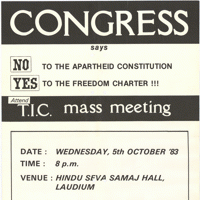 CONGRESS
says
NO TO THE APARTHEID CONSTITUTION
YES TO THE FREEDOM CHARTER !!!
Attend
T.I.C. mass meeting
DATE : WEDNESDAY, 5th OCTOBER '83
TIME : 8 p.m.
VENUE : HINDU SEVA SAMAJ HALL,
LAUDIUM